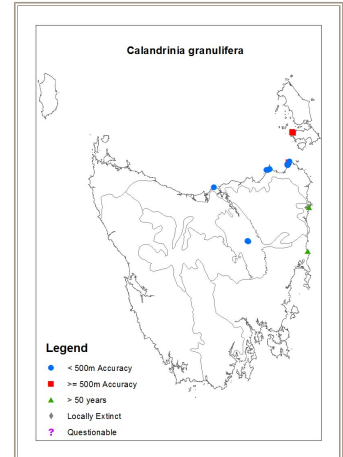 Calandrinia granulifera
Legend
< 500m Accuracy
>= 500m Accuracy
> 50 years
Locally Extinct
? Questionable